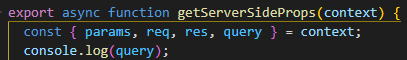 export async function getServerSideProps(context) {
const { params, req, res, query } = context;
console.log(query);